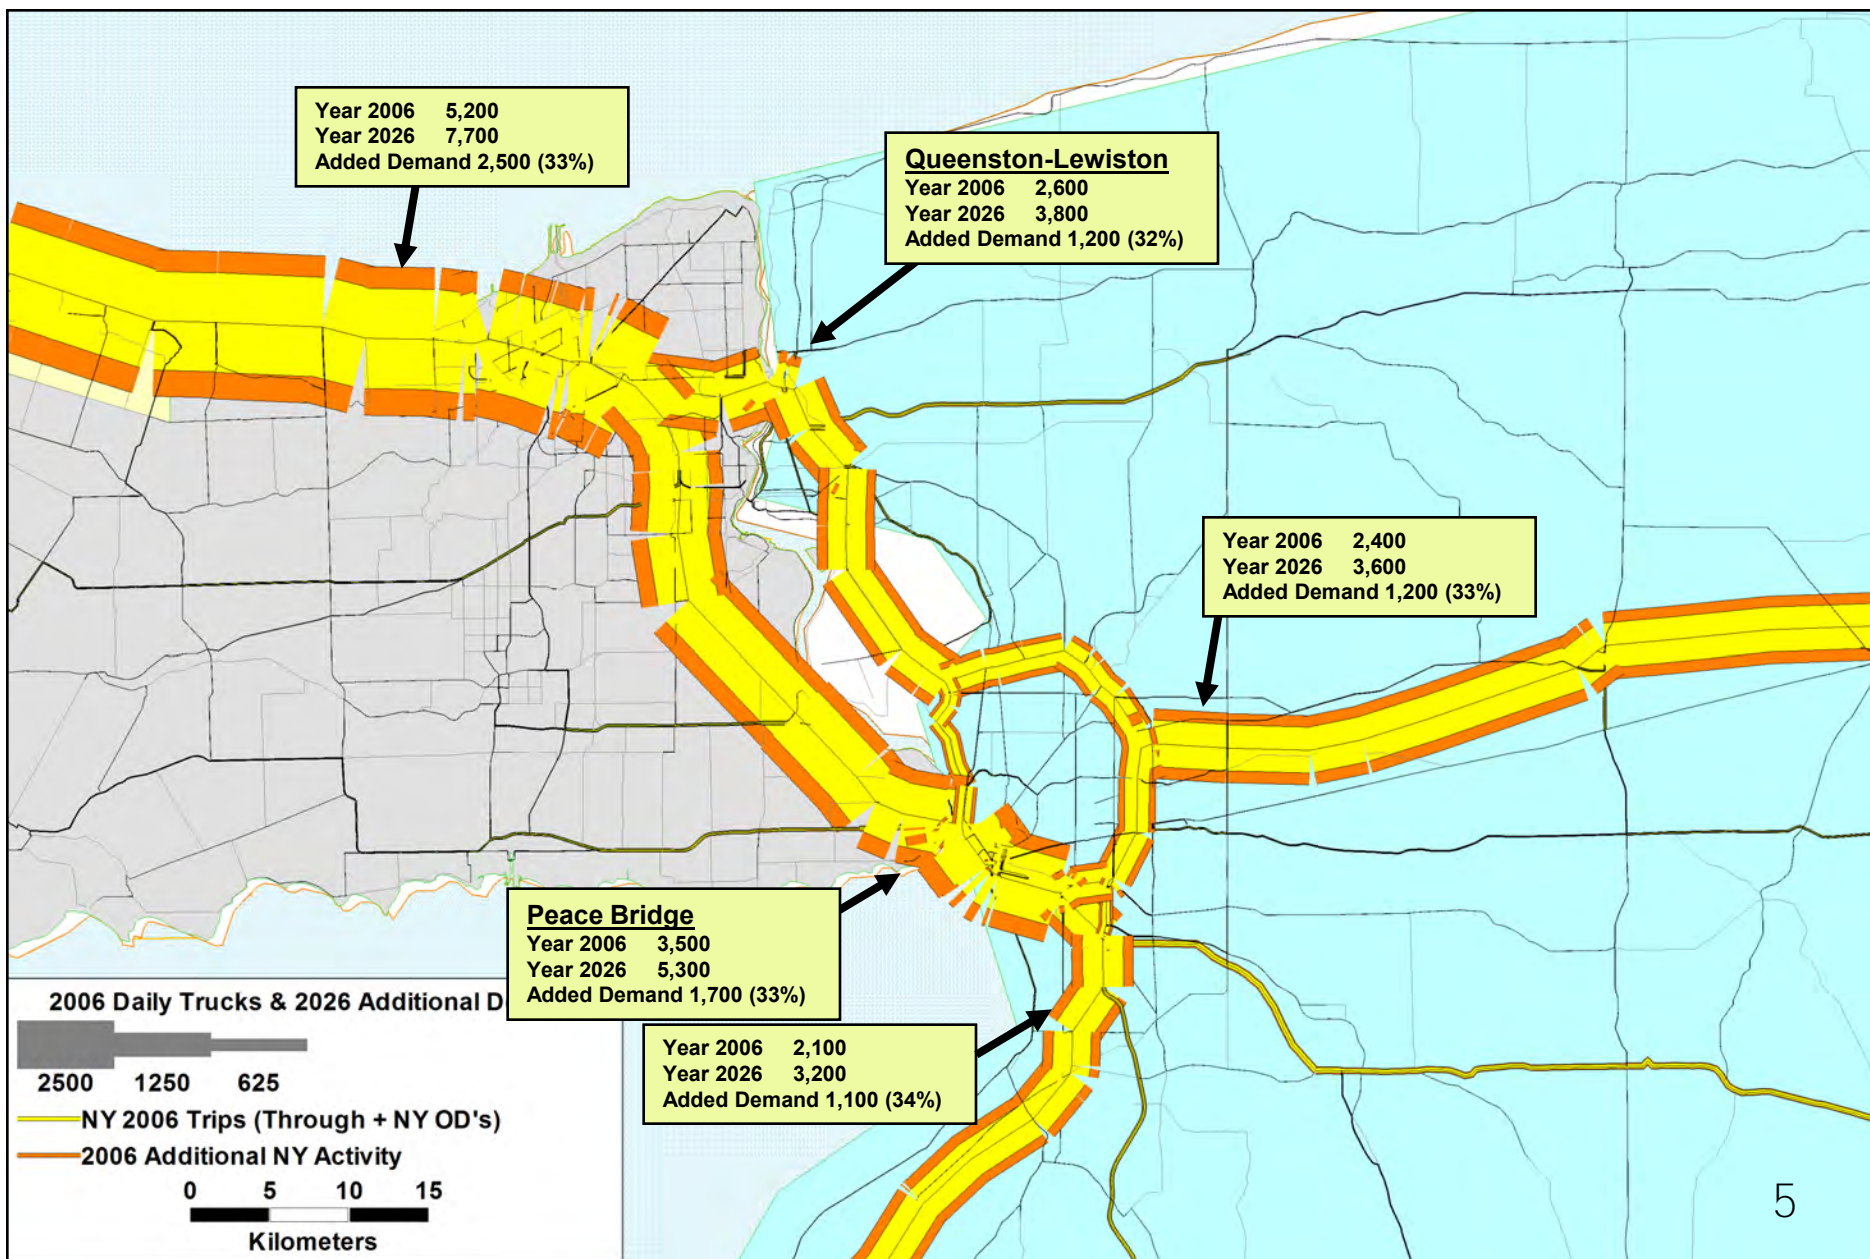 Year 2006 5,200
Year 2026 7,700
Added Demand 2,500 (33%)
Queenston-Lewiston
Year 2006 2,600
Year 2026 3,800
Added Demand 1,200 (32%)
Year 2006 2,400
Year 2026 3,600
Added Demand 1,200 (33%)
Peace Bridge
Year 2006 3,500
Year 2026 5,300
Added Demand 1,700 (33%)
Year 2006 2,100
Year 2026 3,200
Added Demand 1,100 (34%)
2006 Daily Trucks & 2026 Additional D
2500 1250 625
NY 2006 Trips (Through + NY OD's)
2006 Additional NY Activity
0 5 10 15
Kilometers
5